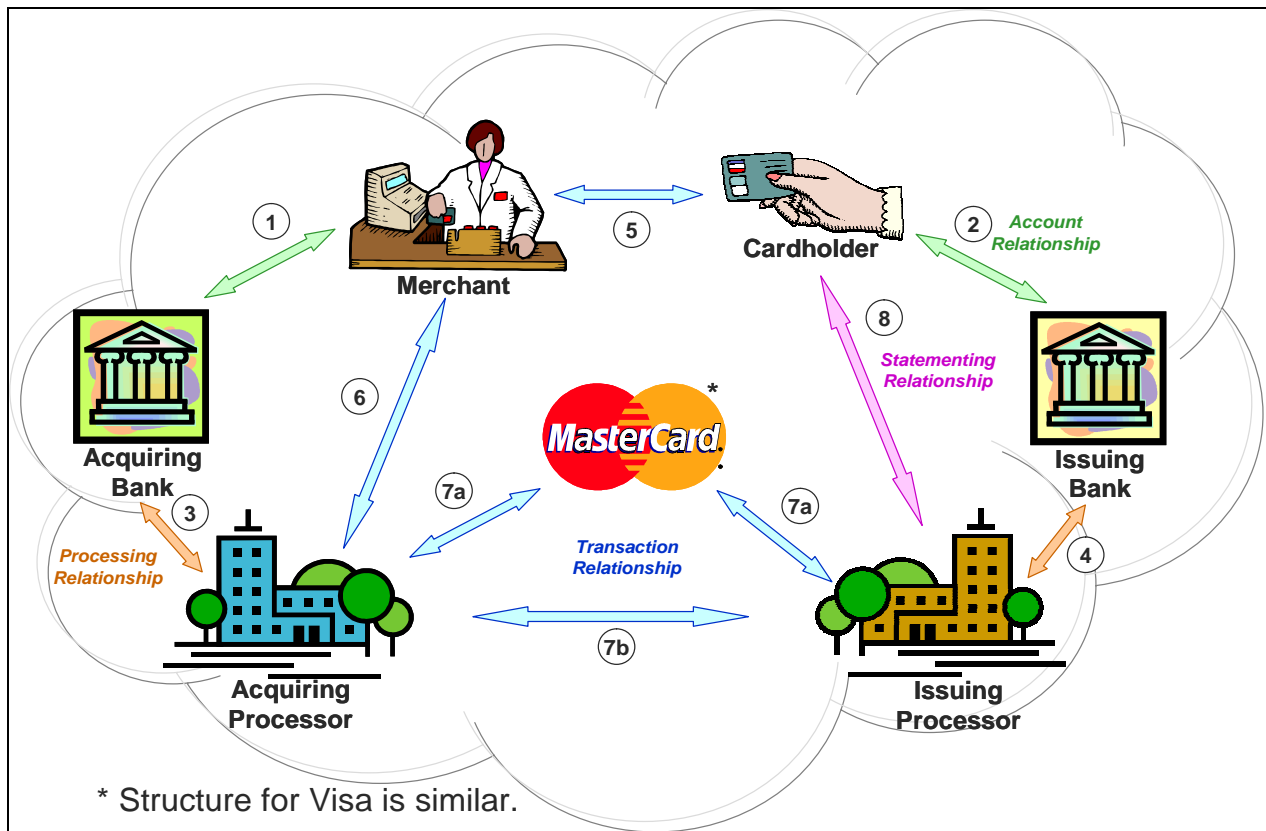 1
5
2
Account
Relationship
Merchant
Cardholder
8
Statementing
Relationship
6
*
MasterCard
Acquiring
Bank
Issuing
Bank
7a
7a
3
Processing
Relationship
Transaction
Relationship
4
7b
Acquiring
Processor
Issuing
Processor
* Structure for Visa is similar.